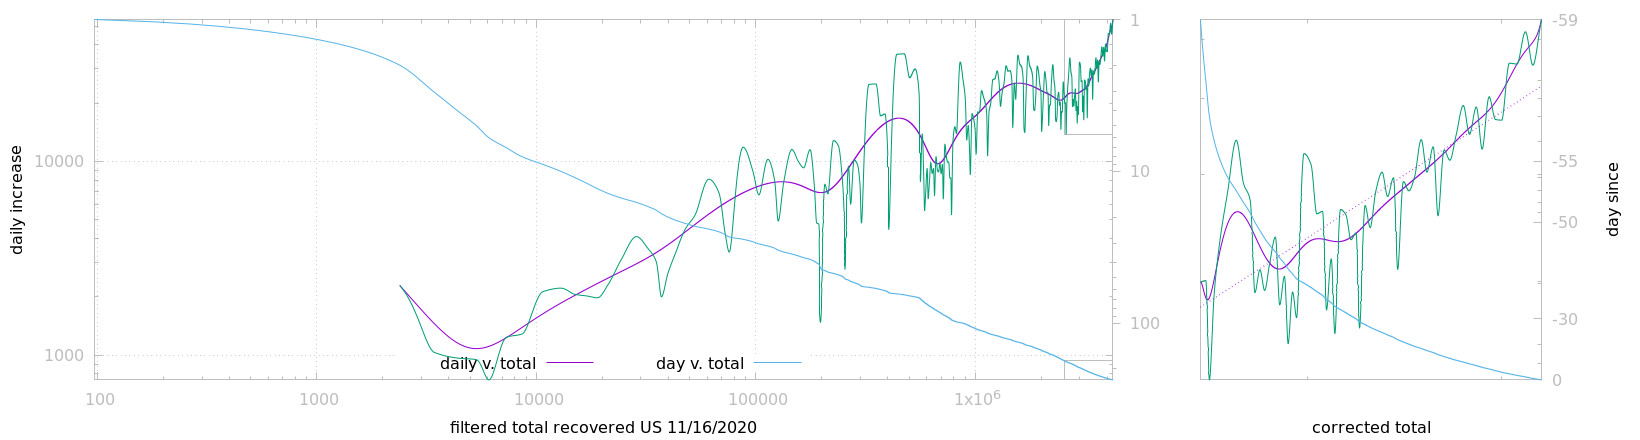 daily increase
10000
1000
daily v. total
day v. total
100
1000
10000
100000
1x10⁶
filtered total recovered US 11/16/2020
1
10
100
-59
-55
-50
-30
0
day since
corrected total